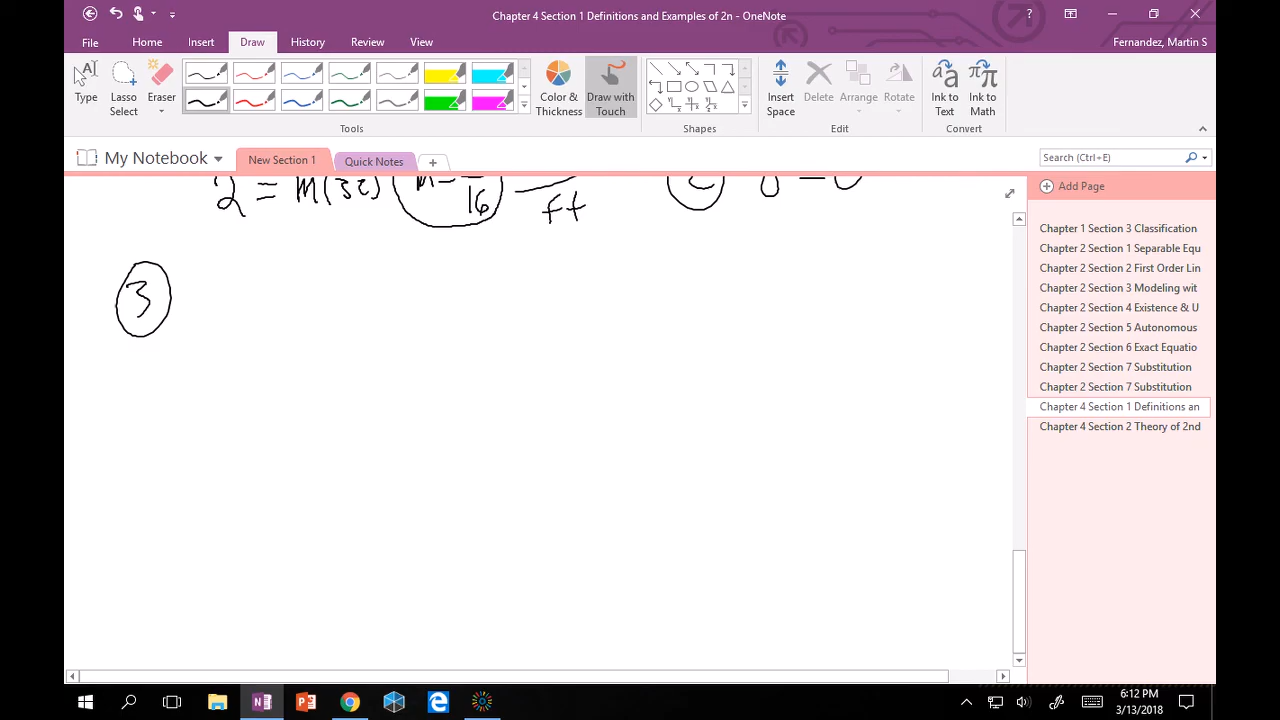 Chapter 4 Section 1 Definitions and Examples of 2n - OneNote
?
File
Home
Insert
Draw
History
Review
View
Fernandez, Martin S
Type
Lasso Select
Eraser
Color & Thickness
Draw with Touch
Insert Space
Delete
Arrange
Rotate
Ink to Text
Ink to Math
Tools
Shapes
Edit
Convert
My Notebook
New Section 1
Quick Notes
Search (Ctrl+E)
Add Page
Chapter 1 Section 3 Classification
Chapter 2 Section 1 Separable Equ
Chapter 2 Section 2 First Order Lin
Chapter 2 Section 3 Modeling wit
Chapter 2 Section 4 Existence & U
Chapter 2 Section 5 Autonomous
Chapter 2 Section 6 Exact Equatio
Chapter 2 Section 7 Substitution
Chapter 2 Section 7 Substitution
Chapter 4 Section 1 Definitions an
Chapter 4 Section 2 Theory of 2nd
2 = m(32)
16
ft
3
6:12 PM
3/13/2018